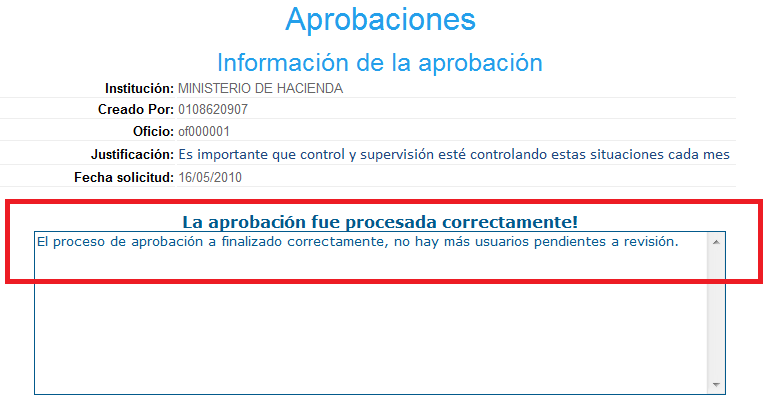 Aprobaciones
Información de la aprobación
Institución: MINISTERIO DE HACIENDA
Creado Por: 0108620907
Oficio: of000001
Justificación: Es importante que control y supervisión esté controlando estas situaciones cada mes
Fecha solicitud: 16/05/2010
La aprobación fue procesada correctamente!
El proceso de aprobación a finalizado correctamente, no hay más usuarios pendientes a revisión.